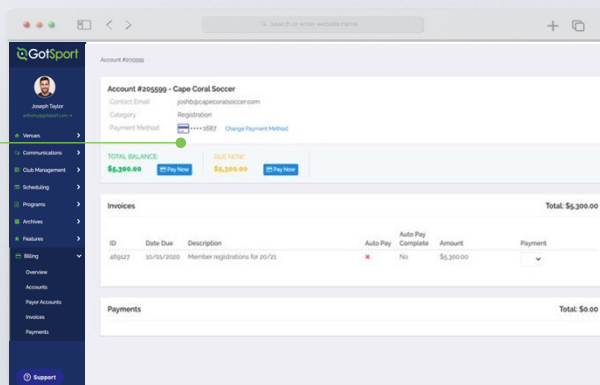 Search or enter website name
GotSport
Joseph Taylor
Venues
Communications
Club Management
Scheduling
Programs
Archives
Features
Billing
Overview
Accounts
Payor Accounts
Invoices
Payments
Support
Account #205599
Account #205599 - Cape Coral Soccer
Contact Email joshb@capecoralsoccer.com
Category Registration
Payment Method •••• 1687 Change Payment Method
TOTAL BALANCE DUE NOW:
$5,300.00 Pay Now $5,300.00 Pay Now
Invoices Total: $5,300.00
ID Date Due Description Auto Pay Auto Pay Complete Amount Payment
489127 10/01/2020 Member registrations for 20/21 No $5,300.00
Payments Total: $0.00